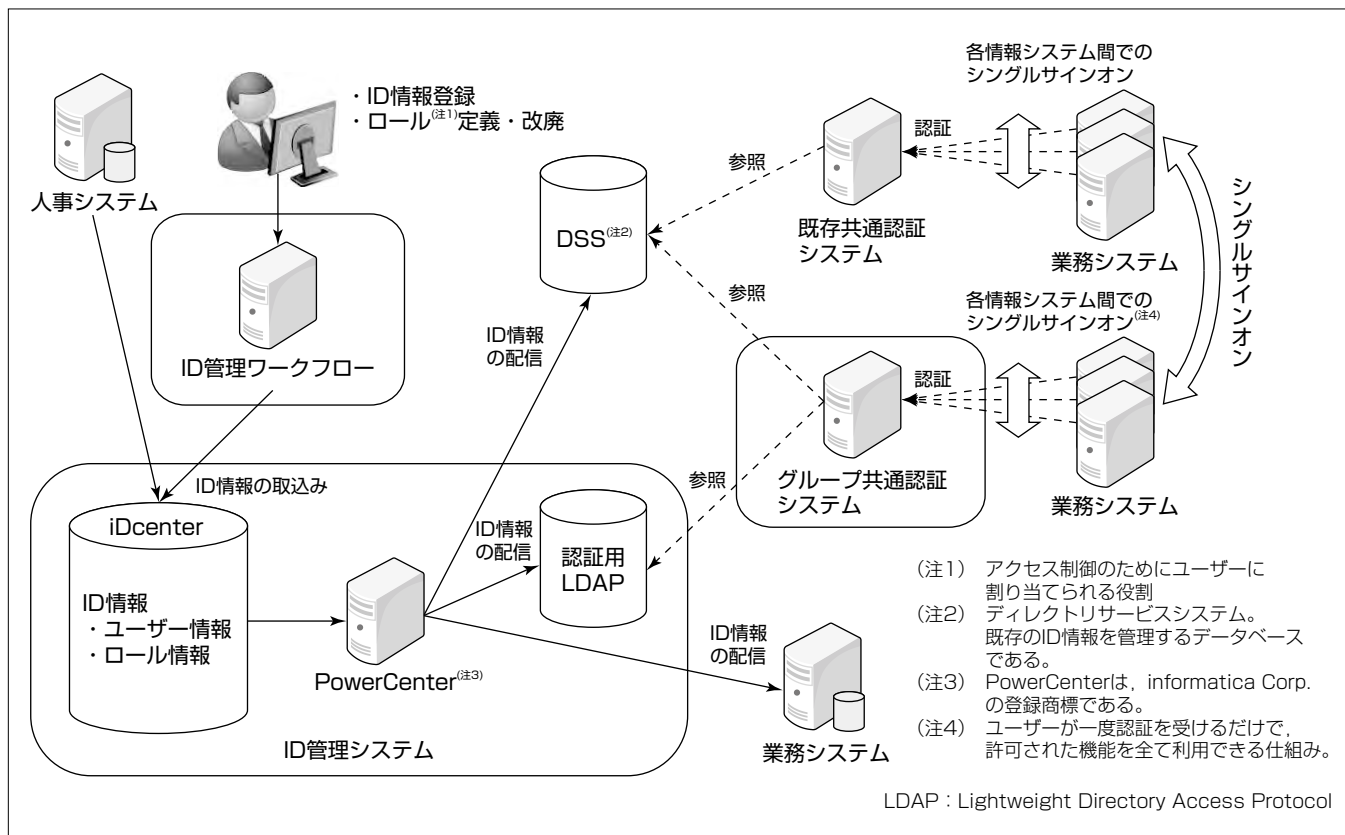 ・ID情報登録
・ロール(注1)定義・改廃
人事システム
ID管理ワークフロー
ID情報の取込み
iDcenter
ID情報
・ユーザー情報
・ロール情報
PowerCenter(注3)
ID管理システム
DSS(注2)
ID情報
の配信
ID情報
の配信
認証用
LDAP
ID情報
の配信
業務システム
参照
参照
参照
既存共通認証
システム
認証
各情報システム間での
シングルサインオン
業務システム
シングルサインオン
各情報システム間での
シングルサインオン(注4)
認証
グループ共通認証
システム
業務システム
(注1) アクセス制御のためにユーザーに
割り当てられる役割
(注2) ディレクトリサービスシステム。
既存のID情報を管理するデータベース
である。
(注3) PowerCenterは，informatica Corp.
の登録商標である。
(注4) ユーザーが一度認証を受けるだけで，
許可された機能を全て利用できる仕組み。
LDAP：Lightweight Directory Access Protocol